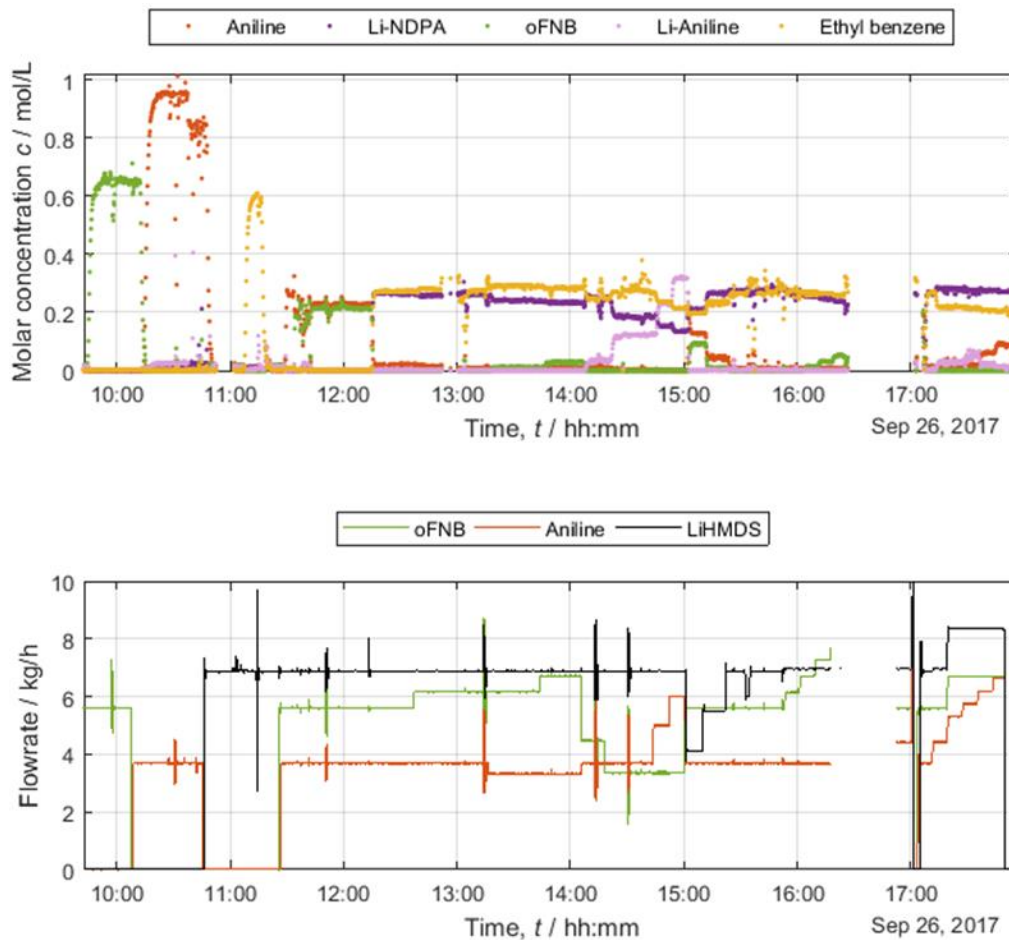 Aniline Li-NDPA oFNB Li-Aniline Ethyl benzene
Molar concentration c / mol/L
1
0.8
0.6
0.4
0.2
0
10:00 11:00 12:00 13:00 14:00 15:00 16:00 17:00
Time, t / hh:mm
Sep 26, 2017
oFNB Aniline LiHMDS
Flowrate / kg/h
10
8
6
4
2
0
10:00 11:00 12:00 13:00 14:00 15:00 16:00 17:00
Time, t / hh:mm
Sep 26, 2017